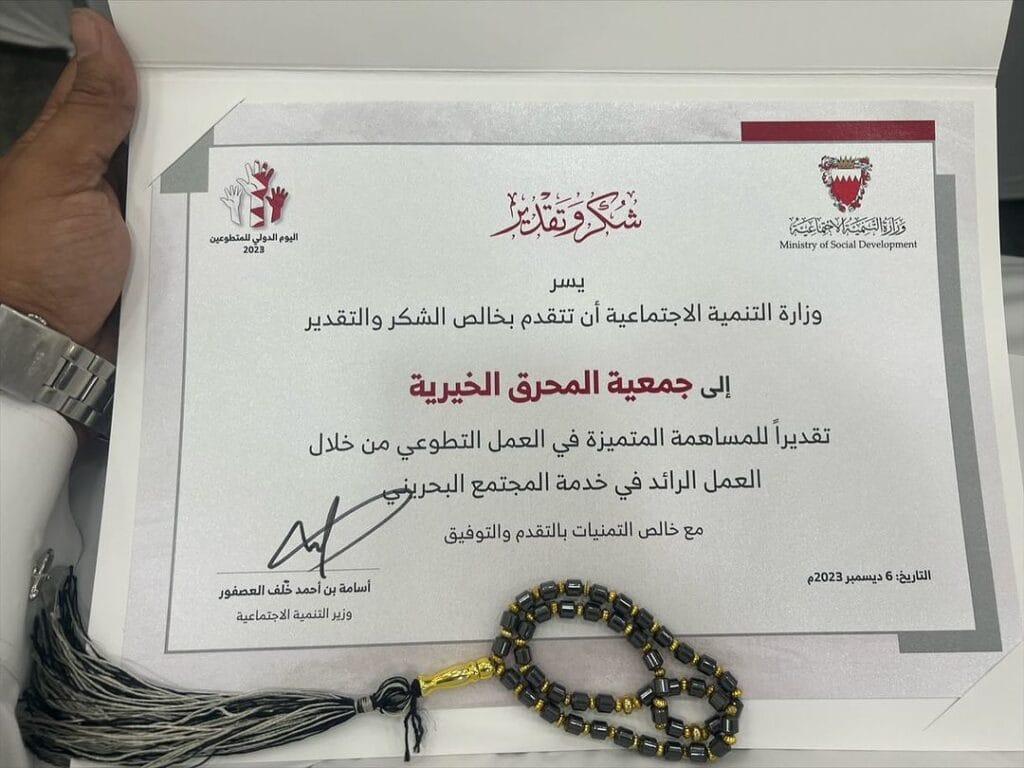 شُكْر وَتَقْدِير
اليوم الدولي للمتطوعين
2023
وزارة التنمية الاجتماعية
Ministry of Social Development
يسر
وزارة التنمية الاجتماعية أن تتقدم بخالص الشكر والتقدير
إلى جمعية المحرق الخيرية
تقديراً للمساهمة المتميزة في العمل التطوعي من خلال
العمل الرائد في خدمة المجتمع البحريني
مع خالص التمنيات بالتقدم والتوفيق
التاريخ: 6 ديسمبر 2023م
أسامة بن أحمد خلف العصفور
وزير التنمية الاجتماعية